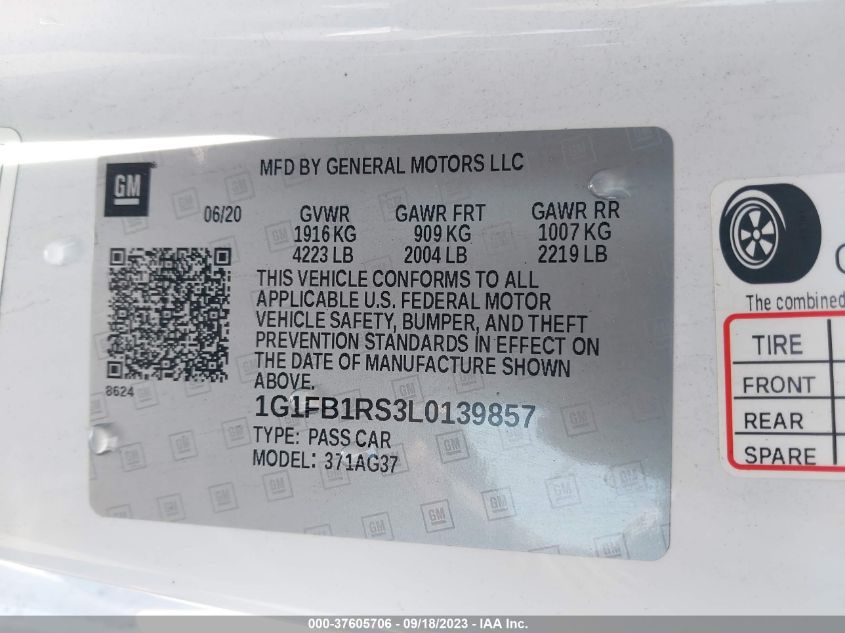 MFD BY GENERAL MOTORS LLC
GM
06/20 GVWR GAWR FRT GAWR RR
1916 KG 909 KG 1007 KG
4223 LB 2004 LB 2219 LB
THIS VEHICLE CONFORMS TO ALL
APPLICABLE U.S. FEDERAL MOTOR
VEHICLE SAFETY, BUMPER, AND THEFT
PREVENTION STANDARDS IN EFFECT ON
THE DATE OF MANUFACTURE SHOWN
ABOVE.
8624
1G1FB1RS3L0139857
TYPE: PASS CAR
MODEL: 371AG37
The combined
TIRE
FRONT
REAR
SPARE
000-37605706 - 09/18/2023 - IAA Inc.